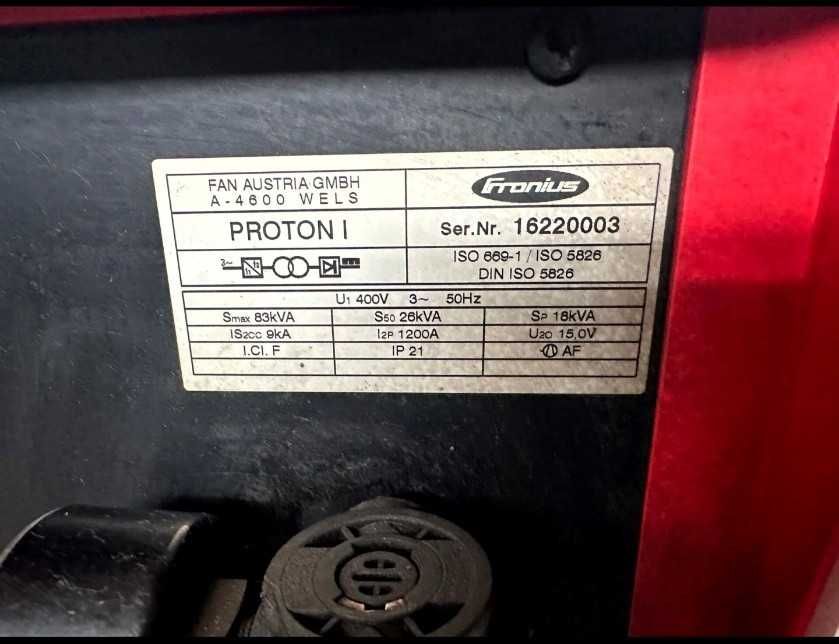 FAN AUSTRIA GMBH
A-4600 WELS
Fronius
PROTON I
Ser.Nr. 16220003
3~
ISO 669-1 / ISO 5826
DIN ISO 5826
U1 400V 3~ 50Hz
Smax 83kVA
S50 26kVA
SP 18kVA
IS2CC 9kA
I2P 1200A
U20 15,0V
I.Cl. F
IP 21
AF